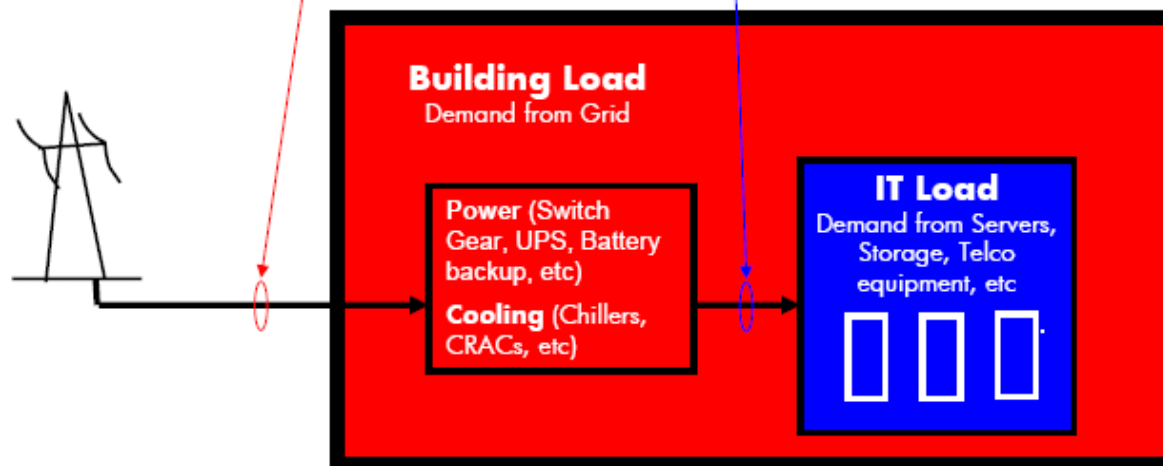 Building Load
Demand from Grid
Power (Switch
Gear, UPS, Battery
backup, etc)
Cooling (Chillers,
CRACs, etc)
IT Load
Demand from Servers,
Storage, Telco
equipment, etc